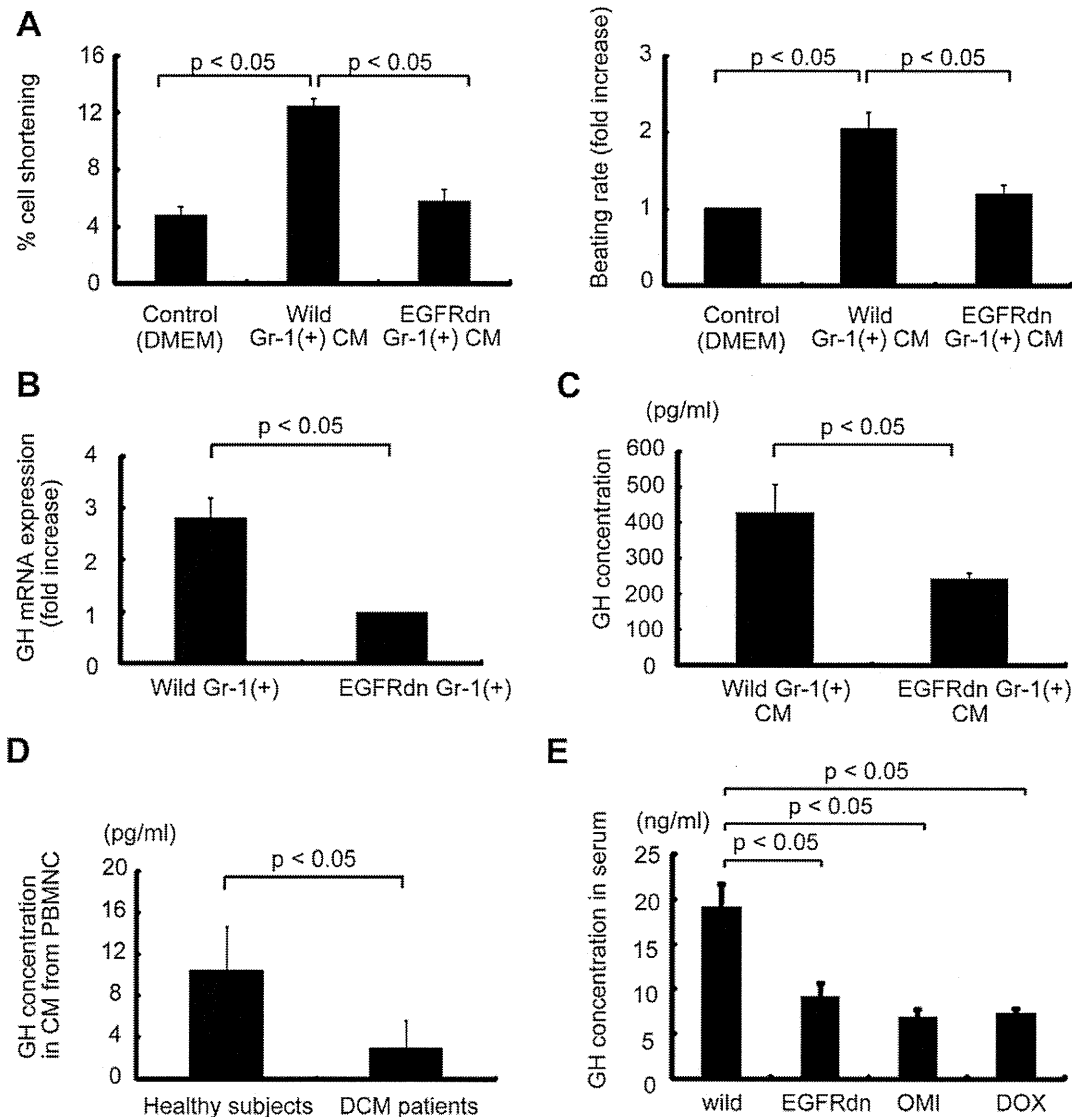 A
% cell shortening
16
12
8
4
0
p < 0.05
p < 0.05
Control
(DMEM)
Wild
Gr-1(+) CM
EGFRdn
Gr-1(+) CM
Beating rate (fold increase)
3
2
1
0
p < 0.05
p < 0.05
Control
(DMEM)
Wild
Gr-1(+) CM
EGFRdn
Gr-1(+) CM
B
GH mRNA expression
(fold increase)
4
3
2
1
0
p < 0.05
Wild Gr-1(+)
EGFRdn Gr-1(+)
C
(pg/ml)
GH concentration
600
500
400
300
200
100
0
p < 0.05
Wild Gr-1(+)
CM
EGFRdn Gr-1(+)
CM
D
(pg/ml)
GH concentration
in CM from PBMNC
20
16
12
8
4
0
p < 0.05
Healthy subjects
DCM patients
E
(ng/ml)
GH concentration in serum
25
20
15
10
5
0
p < 0.05
p < 0.05
p < 0.05
wild
EGFRdn
OMI
DOX